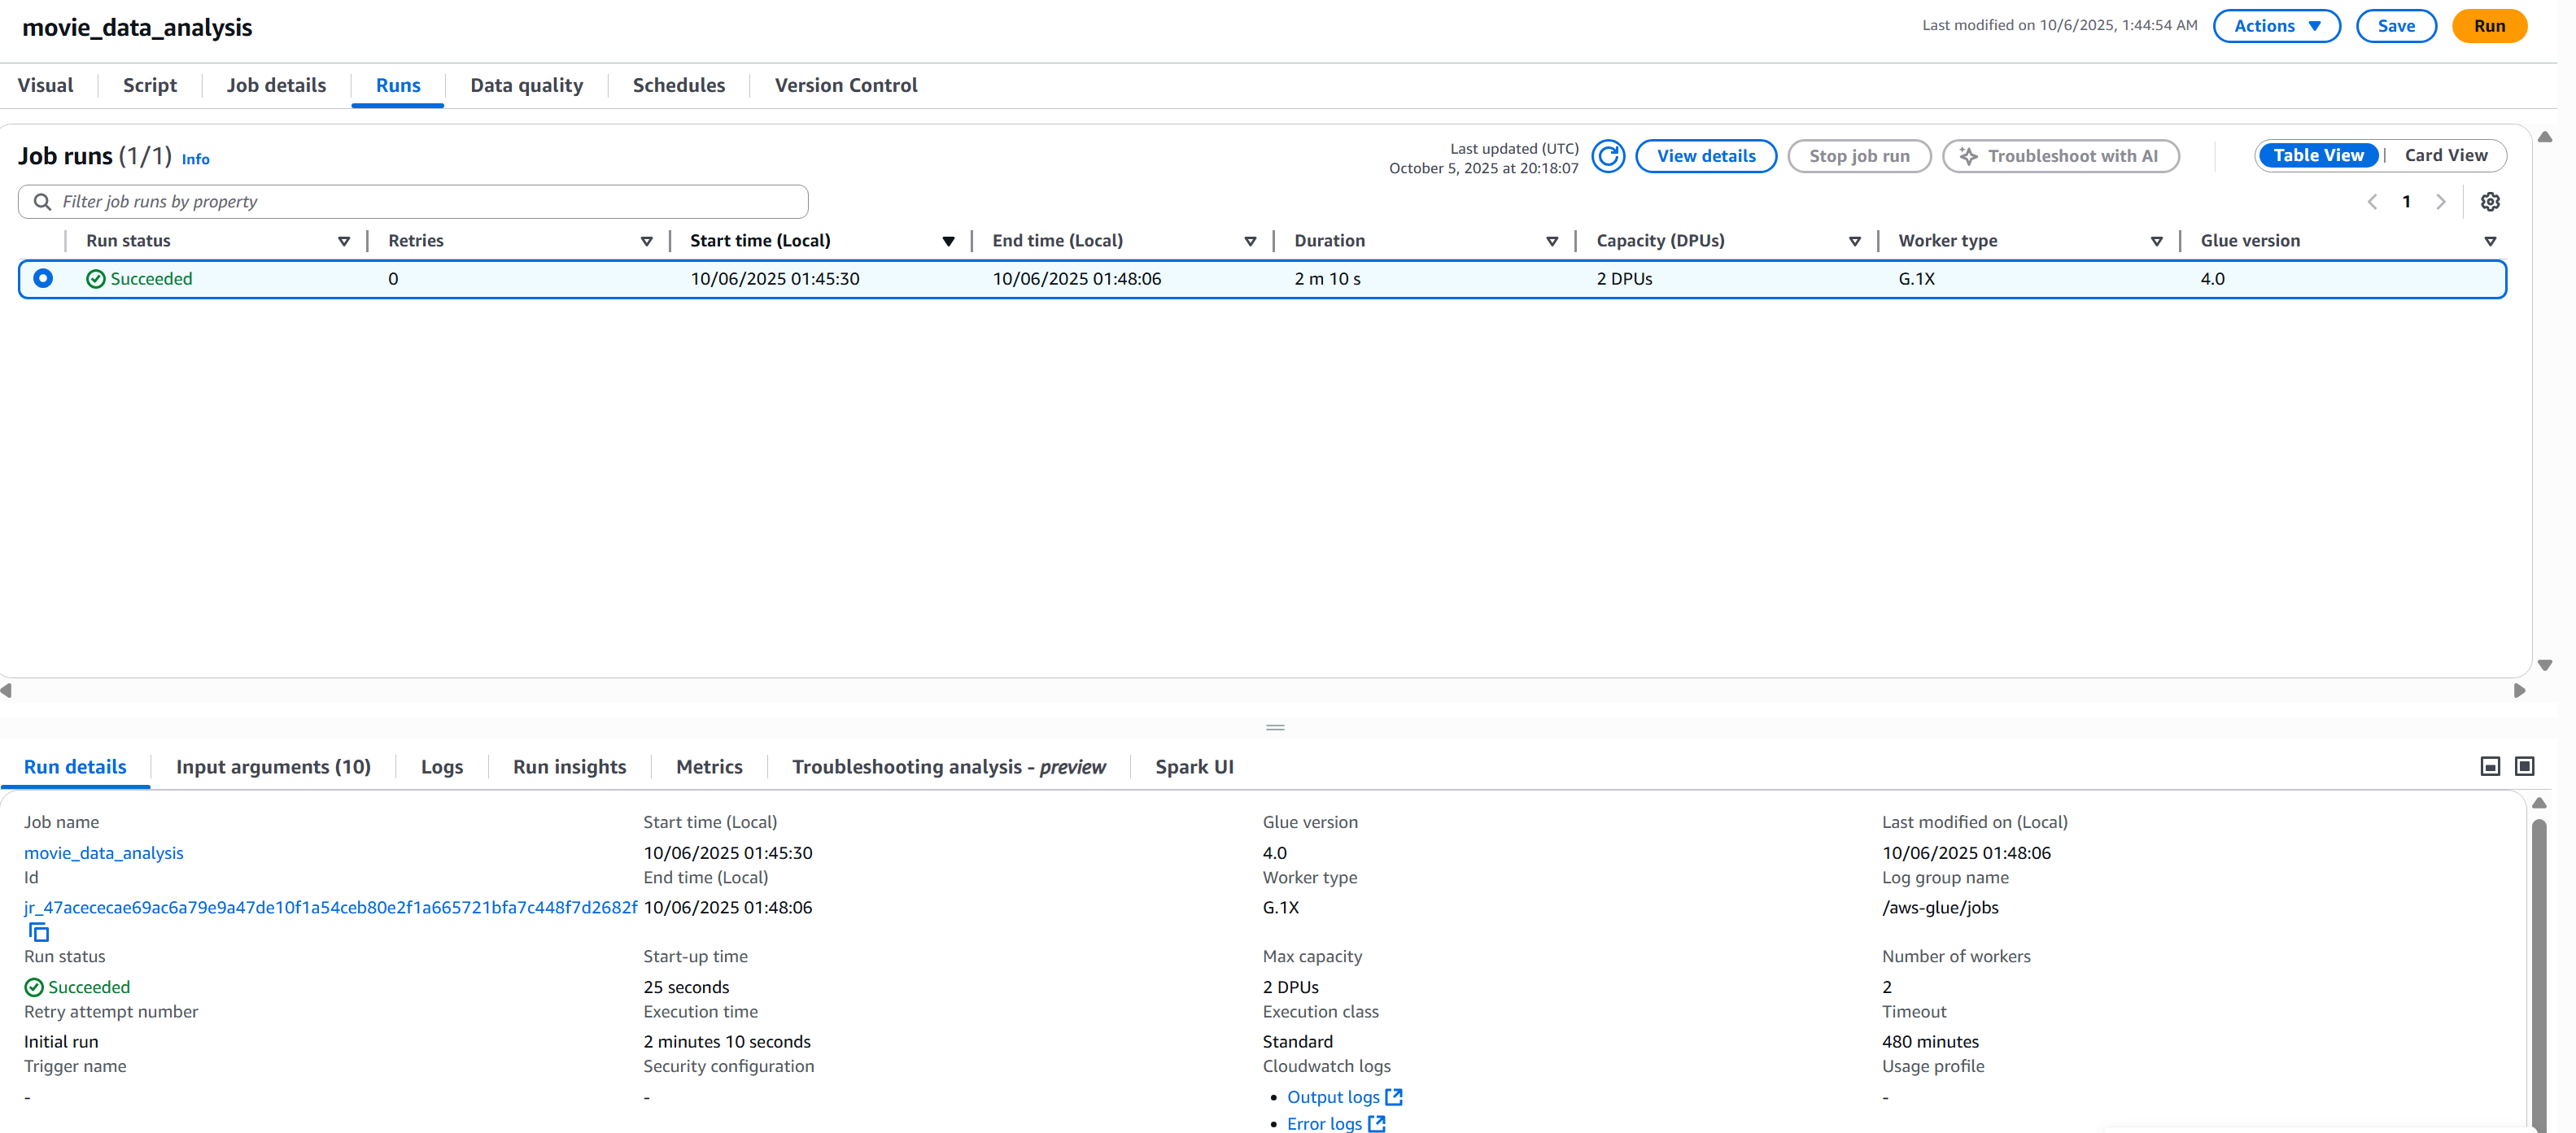 movie_data_analysis
Last modified on 10/6/2025, 1:44:54 AM
Actions
Save
Run
Visual
Script
Job details
Runs
Data quality
Schedules
Version Control
Job runs (1/1) Info
Last updated (UTC)
October 5, 2025 at 20:18:07
View details
Stop job run
Troubleshoot with AI
Table View
Card View
Filter job runs by property
1
Run status Retries Start time (Local) End time (Local) Duration Capacity (DPUs) Worker type Glue version
Succeeded 0 10/06/2025 01:45:30 10/06/2025 01:48:06 2 m 10 s 2 DPUs G.1X 4.0
Run details
Input arguments (10)
Logs
Run insights
Metrics
Troubleshooting analysis - preview
Spark UI
Job name Start time (Local) Glue version Last modified on (Local)
movie_data_analysis 10/06/2025 01:45:30 4.0 10/06/2025 01:48:06
Id End time (Local) Worker type Log group name
jr_47acececae69ac6a79e9a47de10f1a54ceb80e2f1a665721bfa7c448f7d2682f 10/06/2025 01:48:06 G.1X /aws-glue/jobs
Run status Start-up time Max capacity Number of workers
Succeeded 25 seconds 2 DPUs 2
Retry attempt number Execution time Execution class Timeout
Initial run 2 minutes 10 seconds Standard 480 minutes
Trigger name Security configuration Cloudwatch logs Usage profile
- - • Output logs -
• Error logs